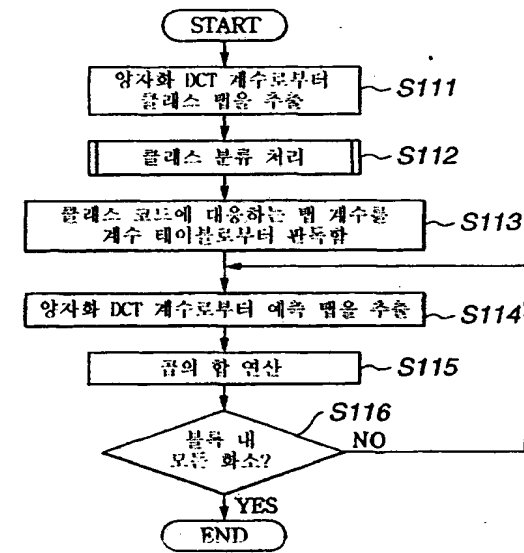 START
양자화 DCT 계수로부터
클래스 탭을 추출
S111
클래스 분류 처리
S112
클래스 코드에 대응하는 탭 계수를
계수 테이블로부터 판독함
S113
양자화 DCT 계수로부터 예측 탭을 추출
S114
곱의 합 연산
S115
S116
블록 내
모든 화소?
NO
YES
END